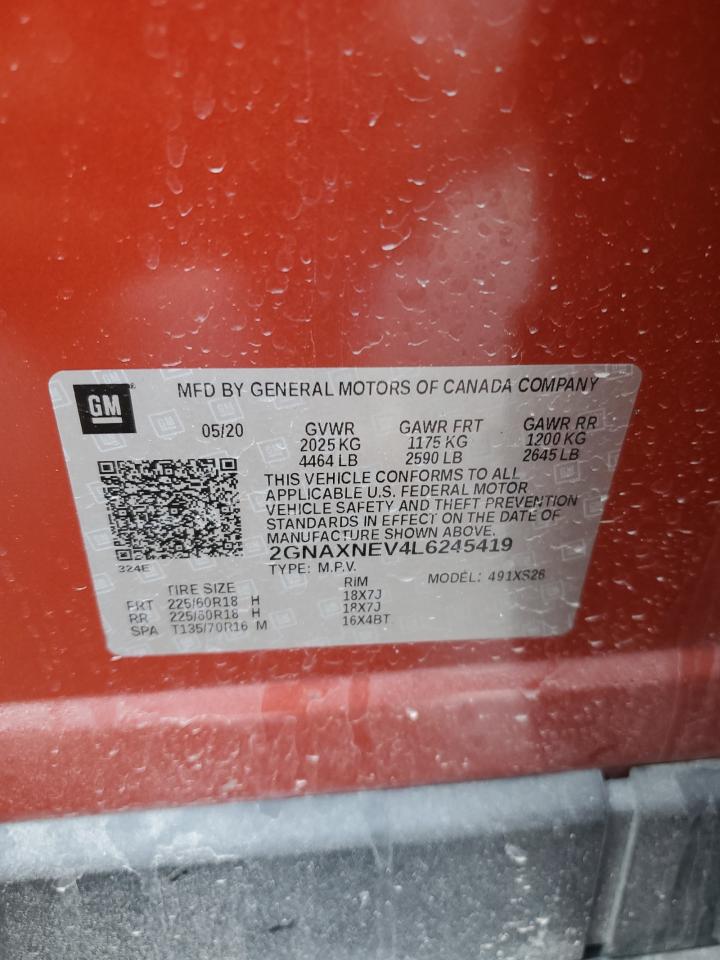 GM
MFD BY GENERAL MOTORS OF CANADA COMPANY
05/20 GVWR GAWR FRT GAWR RR
2025 KG 1175 KG 1200 KG
4464 LB 2590 LB 2645 LB
THIS VEHICLE CONFORMS TO ALL
APPLICABLE U.S. FEDERAL MOTOR
VEHICLE SAFETY AND THEFT PREVENTION
STANDARDS IN EFFECT ON THE DATE OF
MANUFACTURE SHOWN ABOVE.
2GNAXNEV4L6245419
324E
TYPE: M.P.V. MODEL: 491XS26
TIRE SIZE RIM
FRT 225/60R18 H 18X7J
RR 225/60R18 H 18X7J
SPA T135/70R16 M 16X4BT